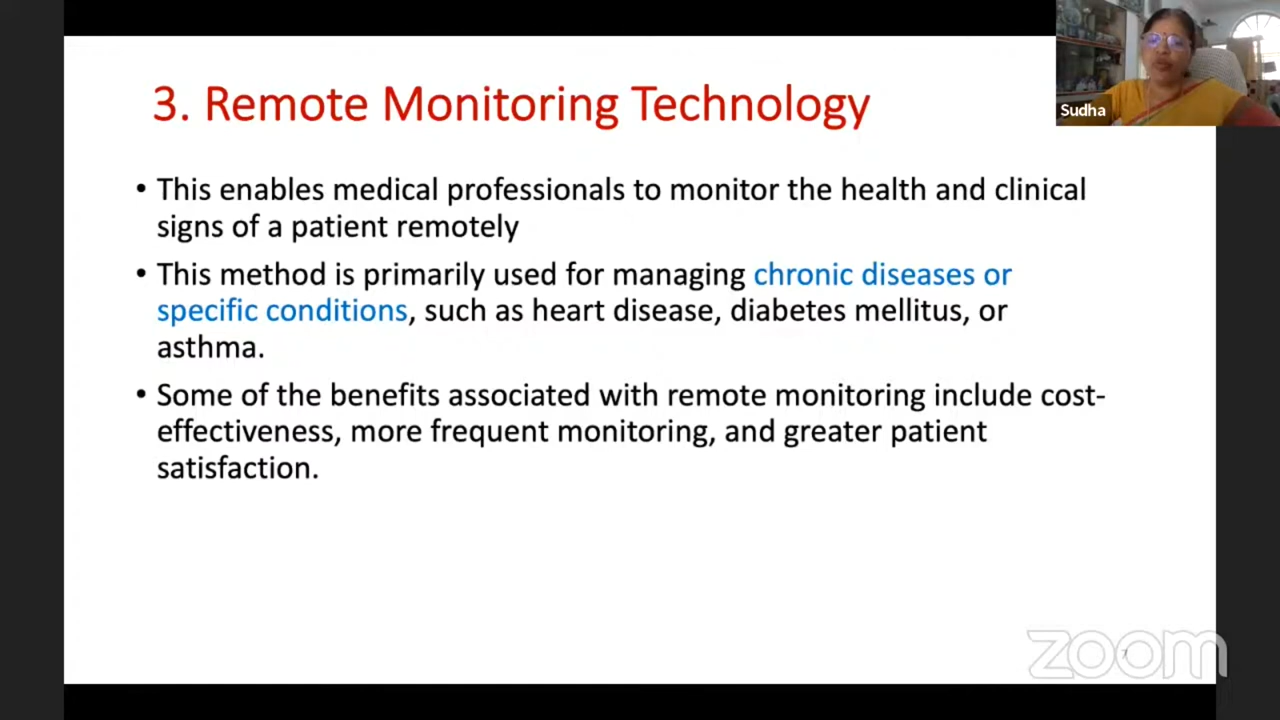 3. Remote Monitoring Technology
Sudha
• This enables medical professionals to monitor the health and clinical
signs of a patient remotely
• This method is primarily used for managing chronic diseases or
specific conditions, such as heart disease, diabetes mellitus, or
asthma.
• Some of the benefits associated with remote monitoring include cost-
effectiveness, more frequent monitoring, and greater patient
satisfaction.
zoom
7